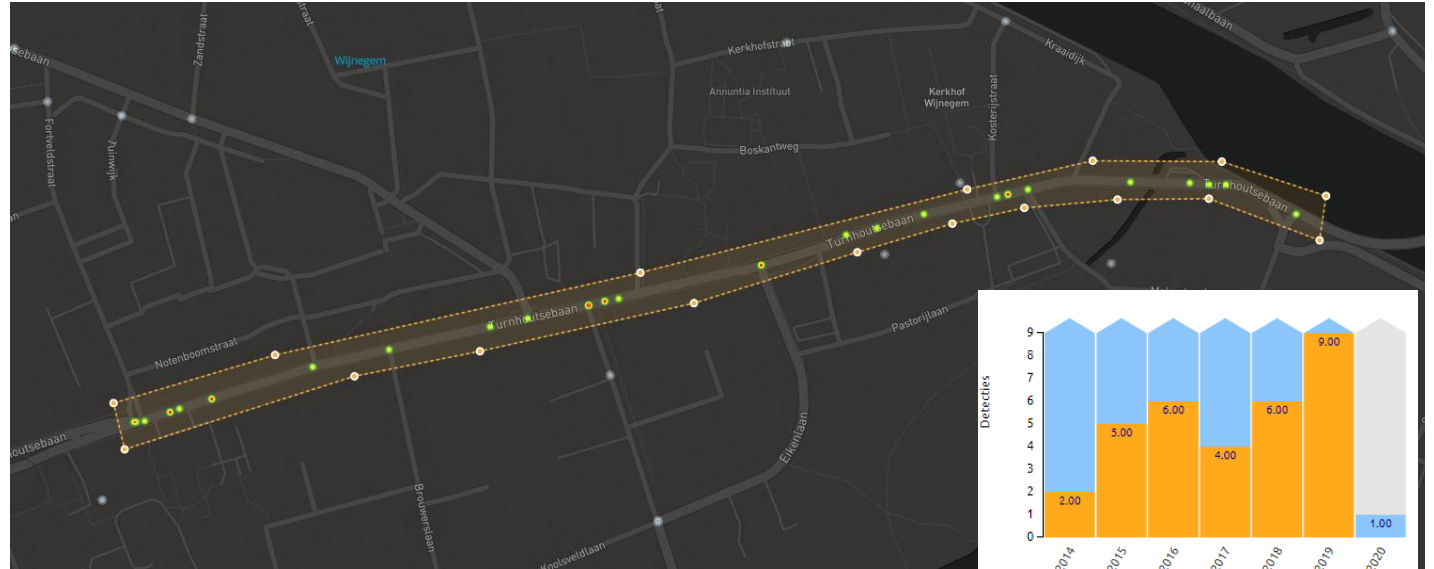 Zandstraat
Wijnegem
Kerkhofstraat
Kraaidijk
Annuntia Instituut
Kerkhof
Wijnegem
Kosterijstraat
Fortveldstraat
Zuinwijk
Boskantweg
Turnhoutsebaan
Turnhoutsebaan
Turnhoutsebaan
Notenboomstraat
Pastorijlaan
Eikenlaan
Brouwerslaan
Koolsveldlaan
Detecties
9
8
7
6
5
4
3
2
1
0
2.00
5.00
6.00
4.00
6.00
9.00
1.00
2014
2015
2016
2017
2018
2019
2020